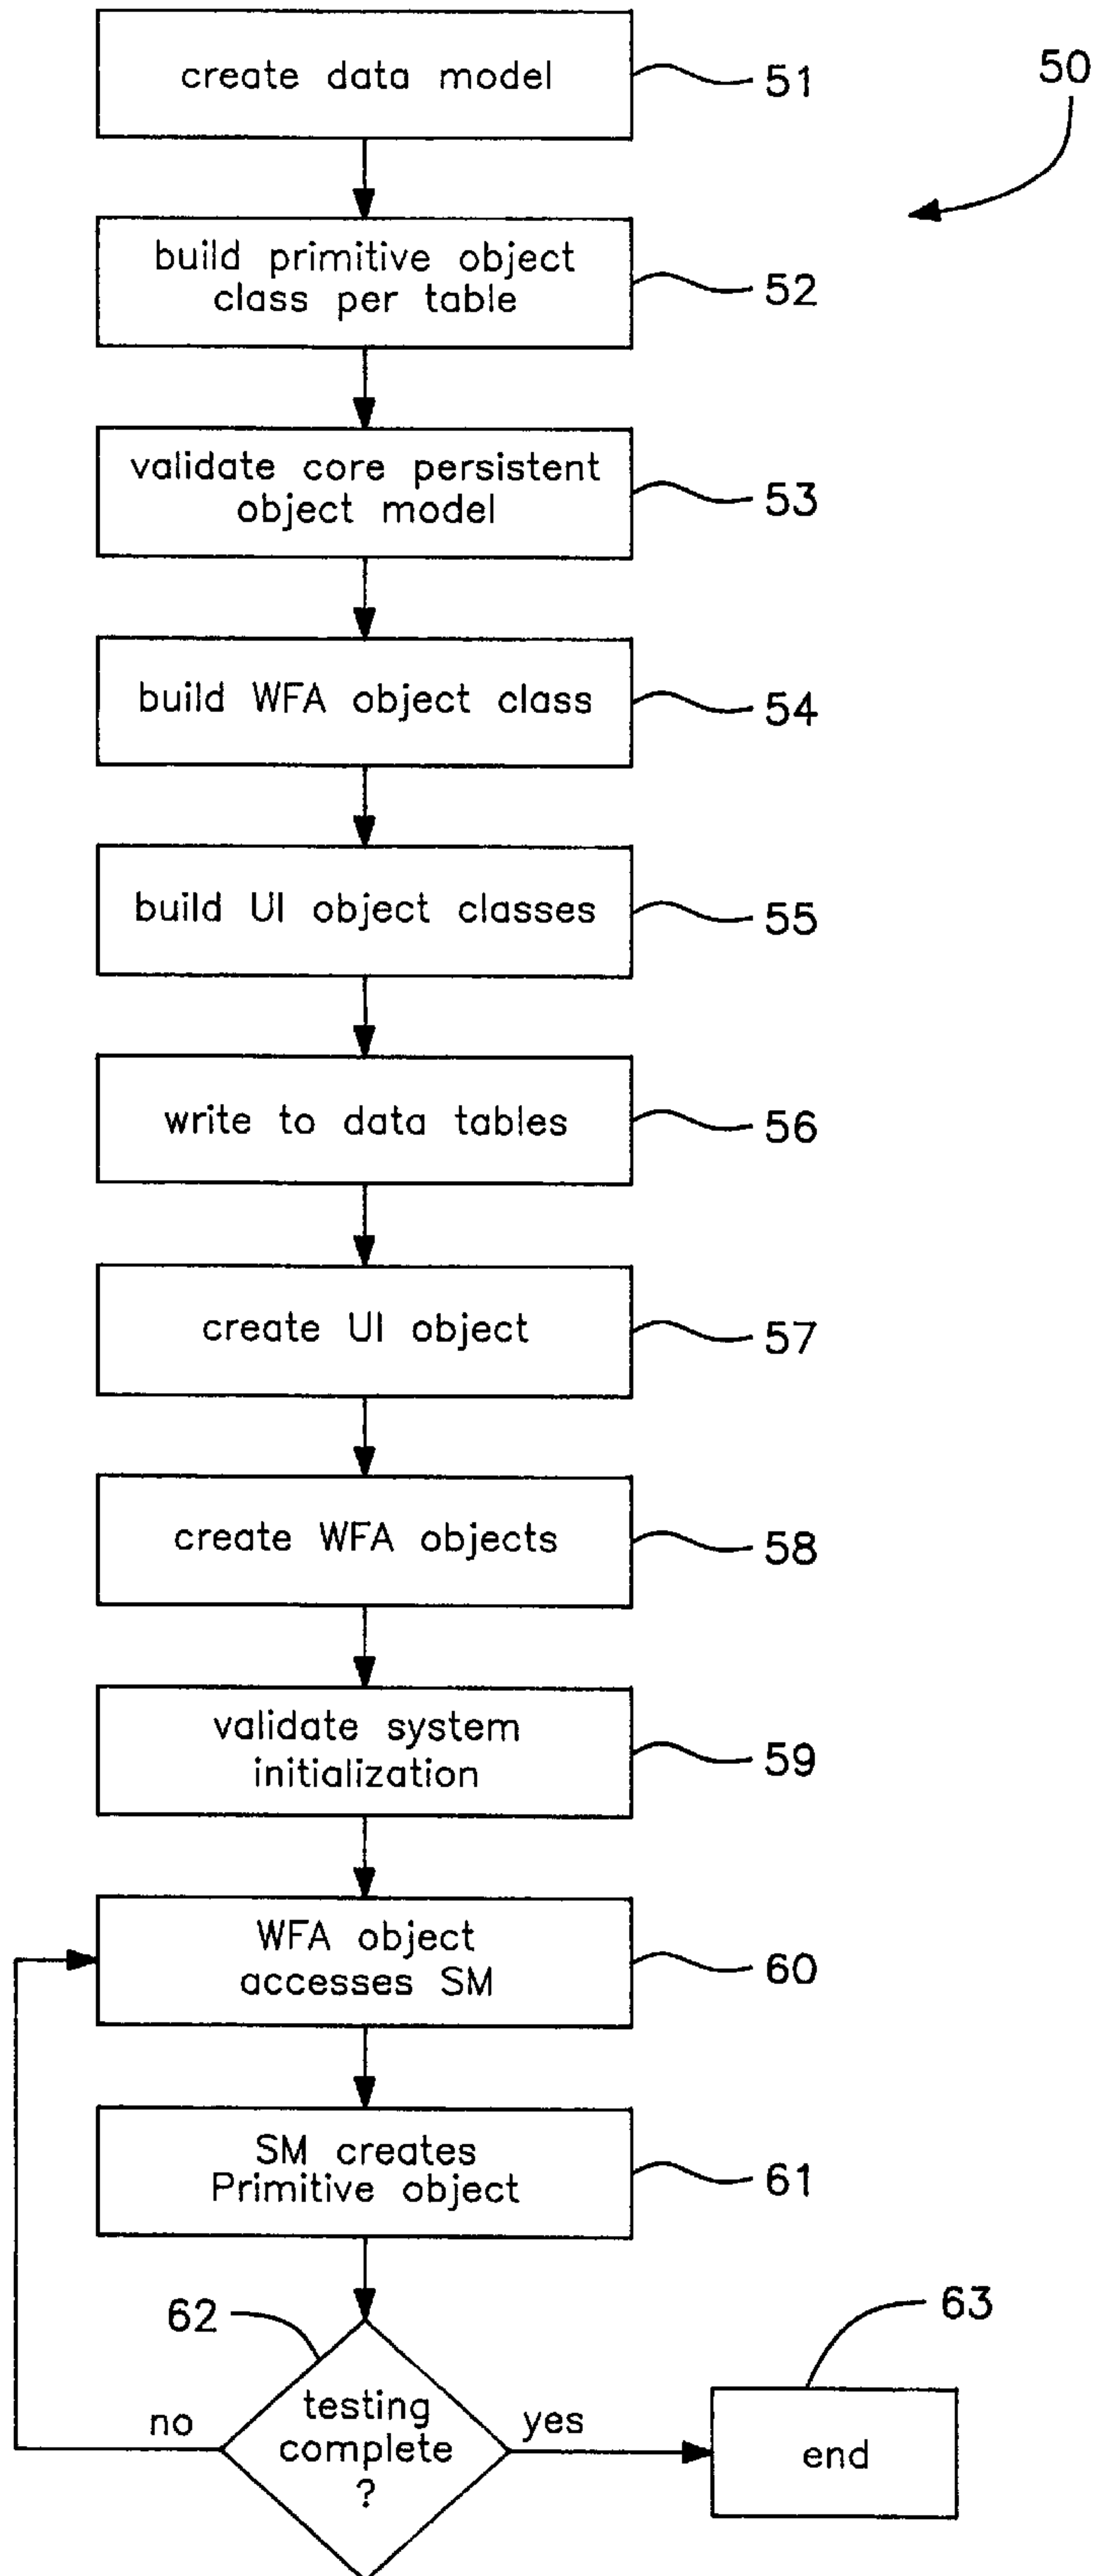 create data model
51
50
build primitive object
class per table
52
validate core persistent
object model
53
build WFA object class
54
build UI object classes
55
write to data tables
56
create UI object
57
create WFA objects
58
validate system
initialization
59
WFA object
accesses SM
60
SM creates
Primitive object
61
62
63
testing
complete
?
no
yes
end